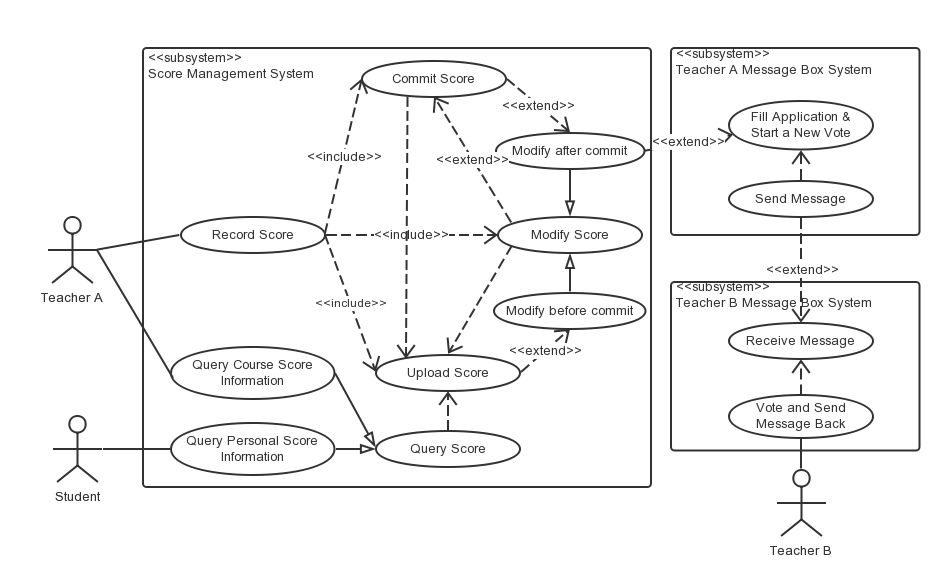 <<subsystem>>
Score Management System
Commit Score
<<extend>>
Modify after commit
<<include>>
<<extend>>
Record Score
<<include>>
Modify Score
<<include>>
Modify before commit
<<extend>>
Query Course Score
Information
Upload Score
Query Personal Score
Information
Query Score
Teacher A
Student
<<extend>>
<<subsystem>>
Teacher A Message Box System
Fill Application &
Start a New Vote
Send Message
<<extend>>
<<subsystem>>
Teacher B Message Box System
Receive Message
Vote and Send
Message Back
Teacher B